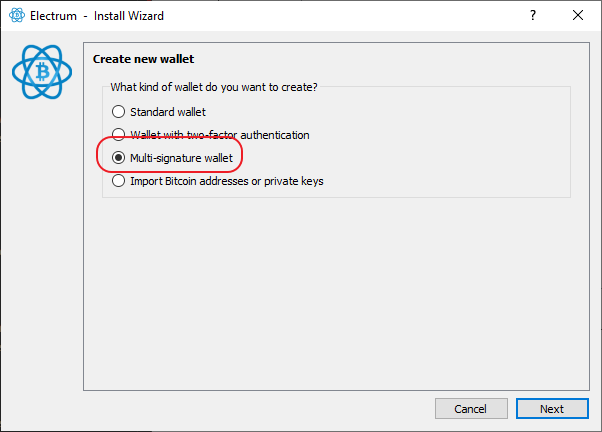 Electrum - Install Wizard
Create new wallet
What kind of wallet do you want to create?
Standard wallet
Wallet with two-factor authentication
Multi-signature wallet
Import Bitcoin addresses or private keys
Cancel Next